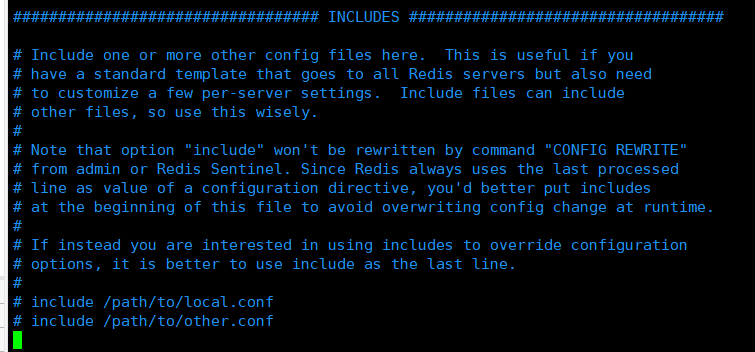 ################################## INCLUDES ###################################
# Include one or more other config files here.  This is useful if you
# have a standard template that goes to all Redis servers but also need
# to customize a few per-server settings.  Include files can include
# other files, so use this wisely.
#
# Note that option "include" won't be rewritten by command "CONFIG REWRITE"
# from admin or Redis Sentinel. Since Redis always uses the last processed
# line as value of a configuration directive, you'd better put includes
# at the beginning of this file to avoid overwriting config change at runtime.
#
# If instead you are interested in using includes to override configuration
# options, it is better to use include as the last line.
#
# include /path/to/local.conf
# include /path/to/other.conf